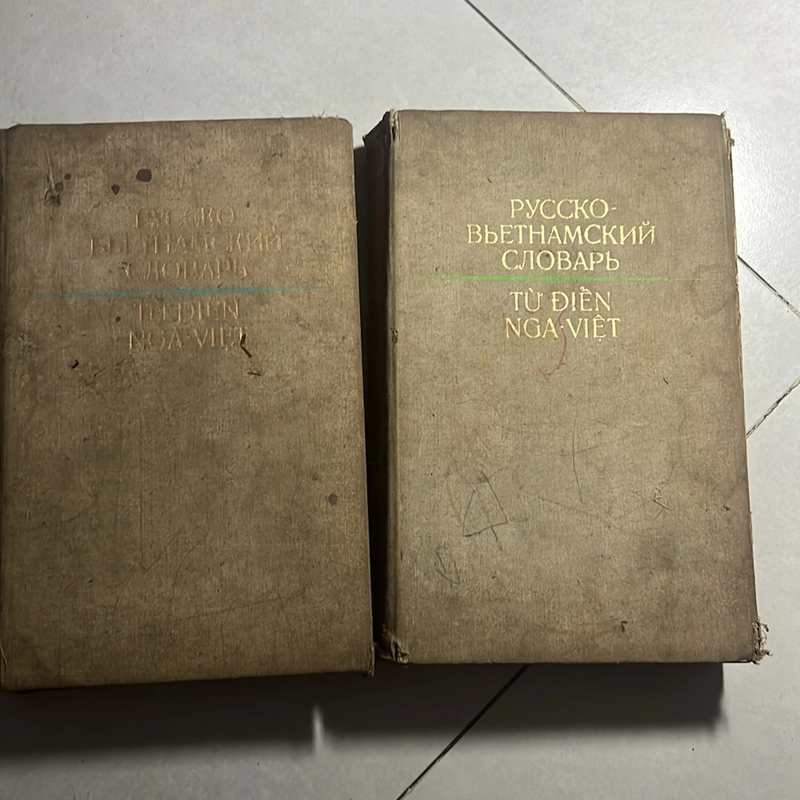 РУССКО-
ВЬЕТНАМСКИЙ
СЛОВАРЬ
TỪ ĐIỂN
NGA-VIỆT
РУССКО-
ВЬЕТНАМСКИЙ
СЛОВАРЬ
TỪ ĐIỂN
NGA-VIỆT